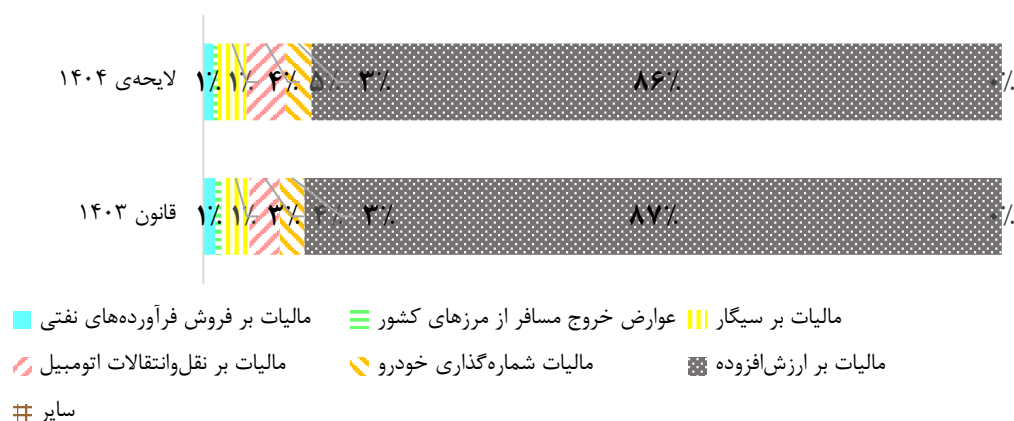 لایحه‌ی ۱۴۰۴
۱٪ ۱٪ ۴٪ ۵٪ ۳٪ ۸۶٪ ۰٪
قانون ۱۴۰۳
۱٪ ۱٪ ۳٪ ۴٪ ۳٪ ۸۷٪ ۰٪
مالیات بر فروش فرآورده‌های نفتی
عوارض خروج مسافر از مرزهای کشور
مالیات بر سیگار
مالیات بر نقل‌وانتقالات اتومبیل
مالیات شماره‌گذاری خودرو
مالیات بر ارزش‌افزوده
سایر